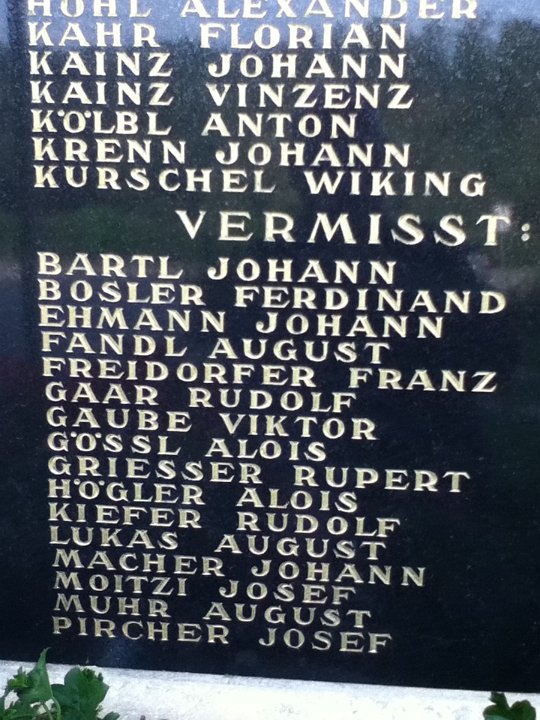 HÖHL ALEXANDER
KAHR FLORIAN
KAINZ JOHANN
KAINZ VINZENZ
KÖLBL ANTON
KRENN JOHANN
KURSCHEL WIKING
VERMISST:
BARTL JOHANN
BOSLER FERDINAND
EHMANN JOHANN
FANDL AUGUST
FREIDORFER FRANZ
GAAR RUDOLF
GAUBE VIKTOR
GÖSSL ALOIS
GRIESSER RUPERT
HÖGLER ALOIS
KIEFER RUDOLF
LUKAS AUGUST
MACHER JOHANN
MOITZI JOSEF
MUHR AUGUST
PIRCHER JOSEF